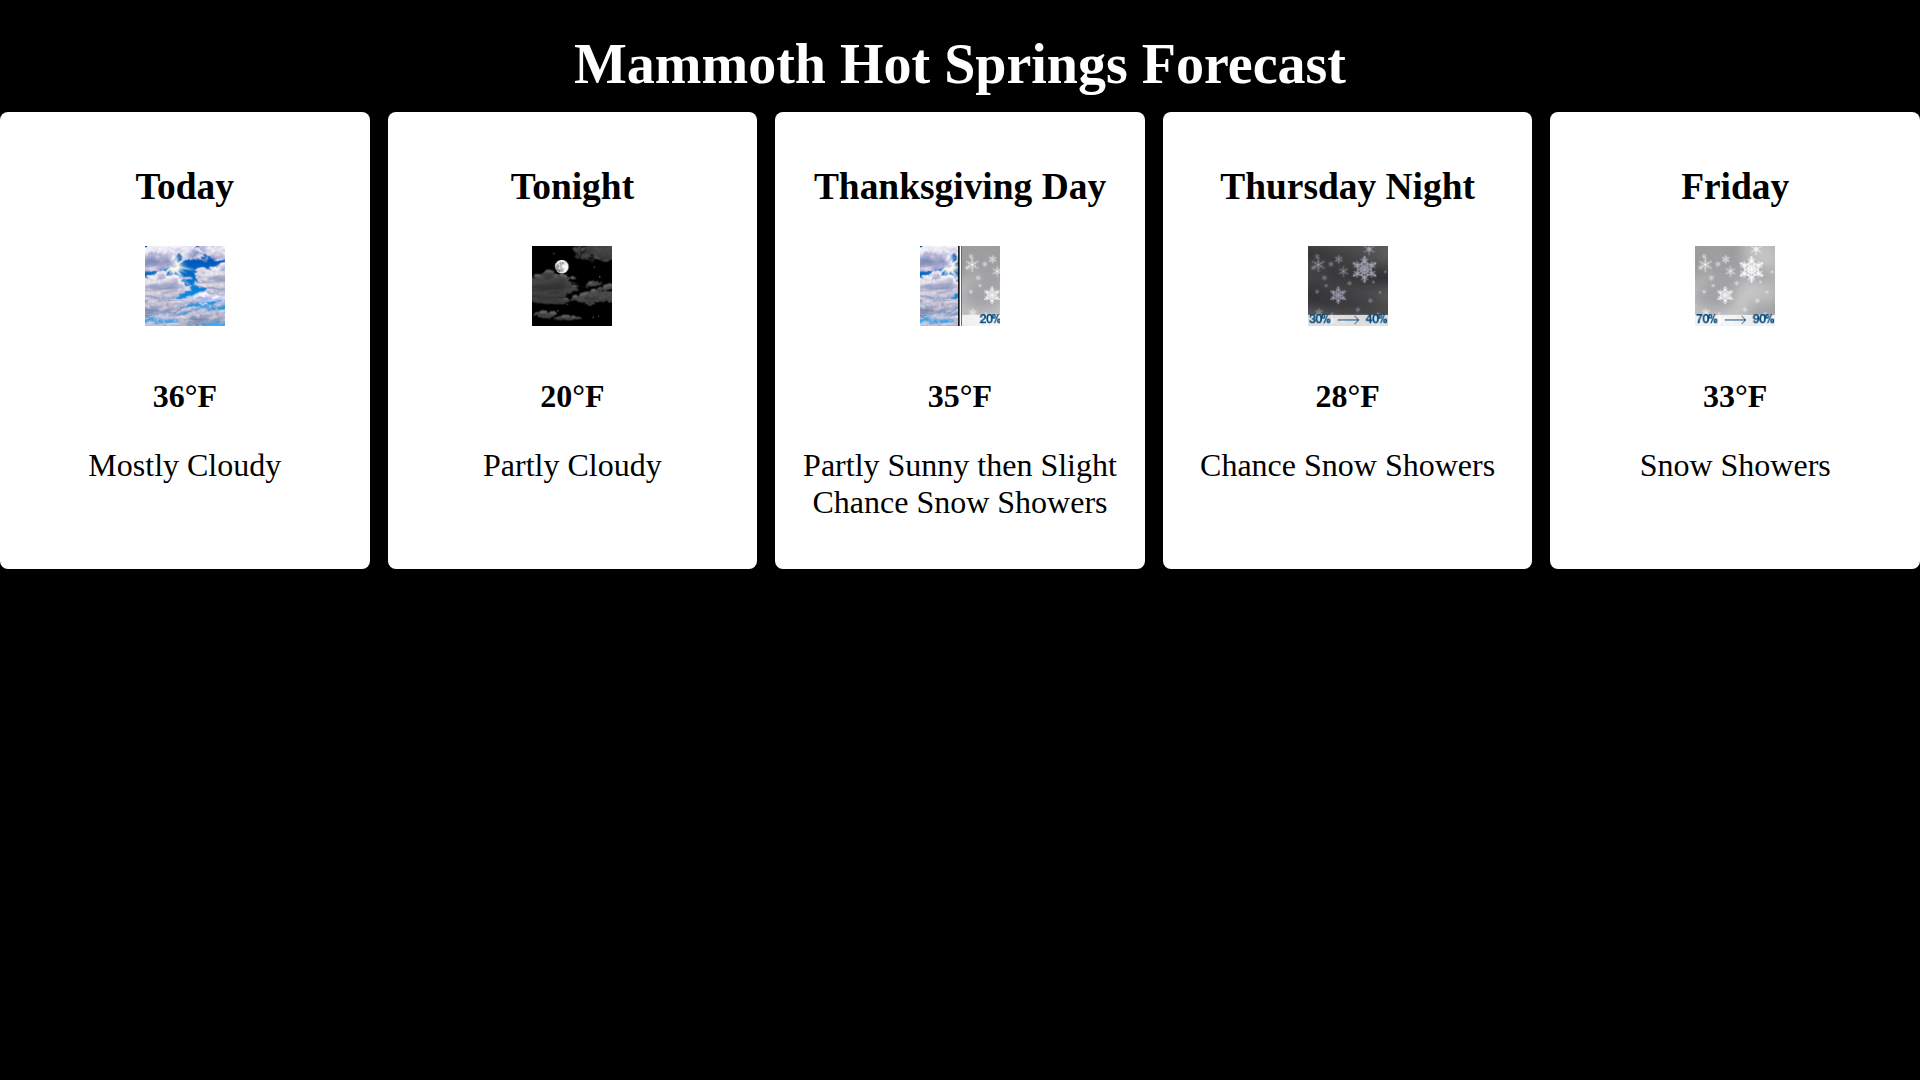 Mammoth Hot Springs Forecast
Today
36°F
Mostly Cloudy
Tonight
20°F
Partly Cloudy
Thanksgiving Day
20%
35°F
Partly Sunny then Slight
Chance Snow Showers
Thursday Night
30% → 40%
28°F
Chance Snow Showers
Friday
70% → 90%
33°F
Snow Showers